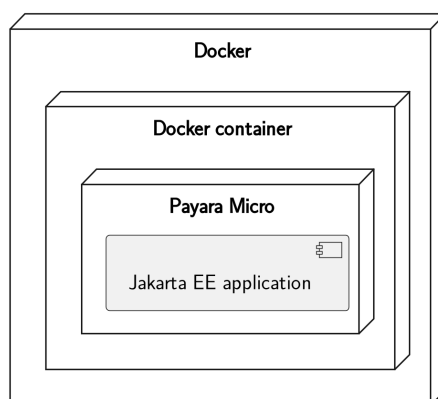 Docker
Docker container
Payara Micro
Jakarta EE application